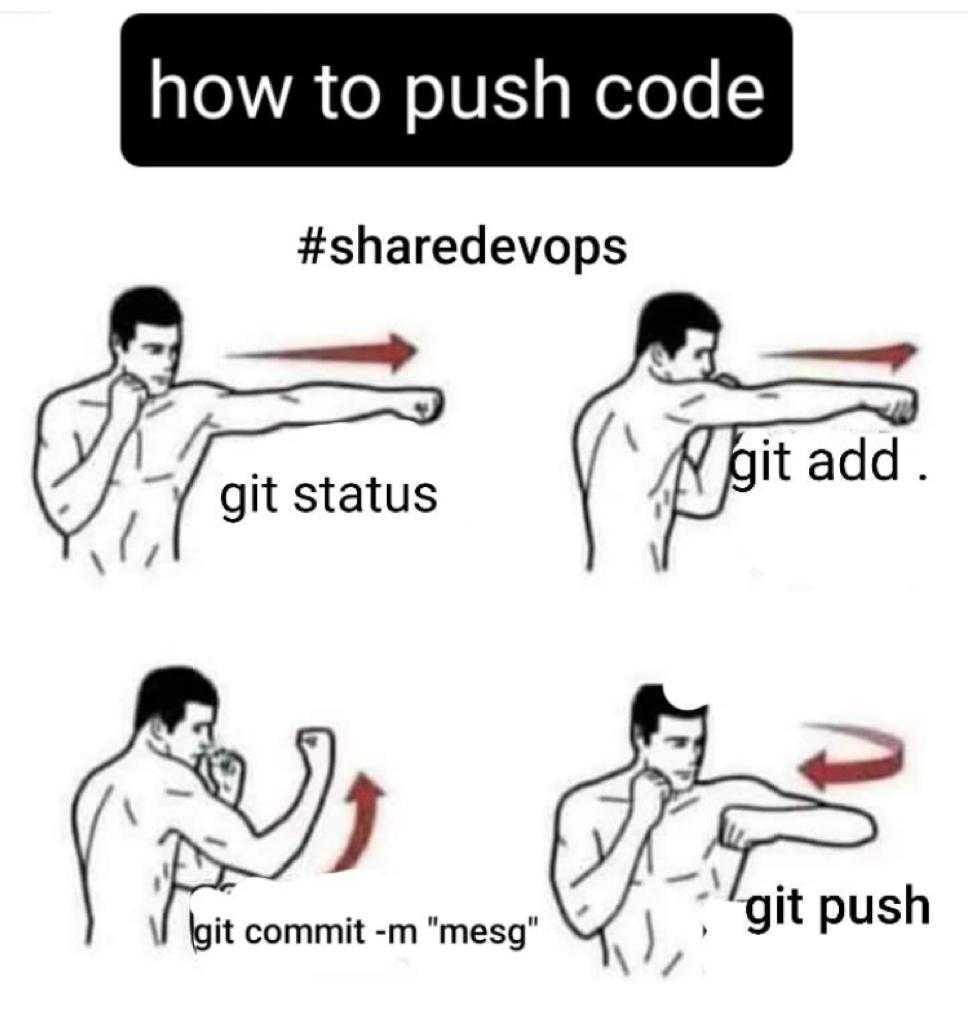 how to push code
#sharedevops
git status
git add .
git commit -m "mesg"
git push